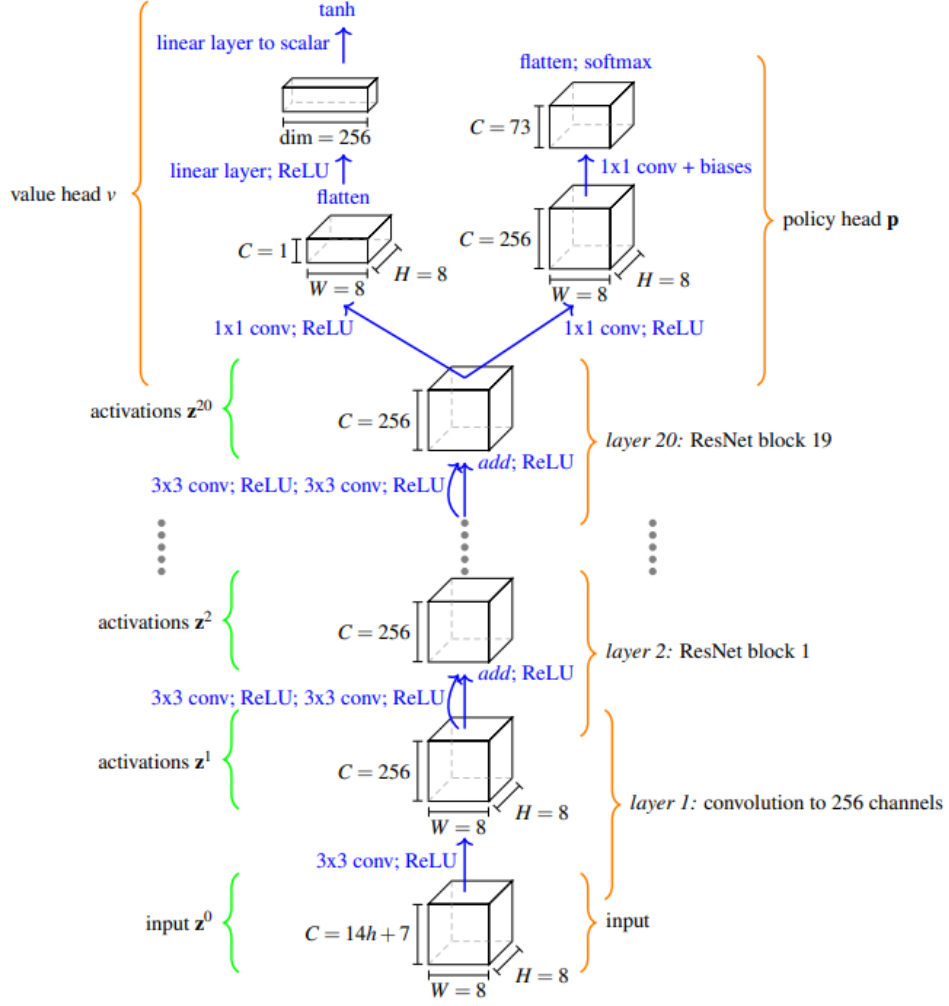 tanh
linear layer to scalar
dim = 256
linear layer; ReLU
flatten
C = 1
W = 8
H = 8
1x1 conv; ReLU
value head v
flatten; softmax
C = 73
1x1 conv + biases
C = 256
W = 8
H = 8
1x1 conv; ReLU
policy head p
activations z²⁰
C = 256
layer 20: ResNet block 19
add; ReLU
3x3 conv; ReLU; 3x3 conv; ReLU
activations z²
C = 256
layer 2: ResNet block 1
add; ReLU
3x3 conv; ReLU; 3x3 conv; ReLU
activations z¹
C = 256
W = 8
H = 8
layer 1: convolution to 256 channels
3x3 conv; ReLU
input z⁰
C = 14h + 7
W = 8
H = 8
input